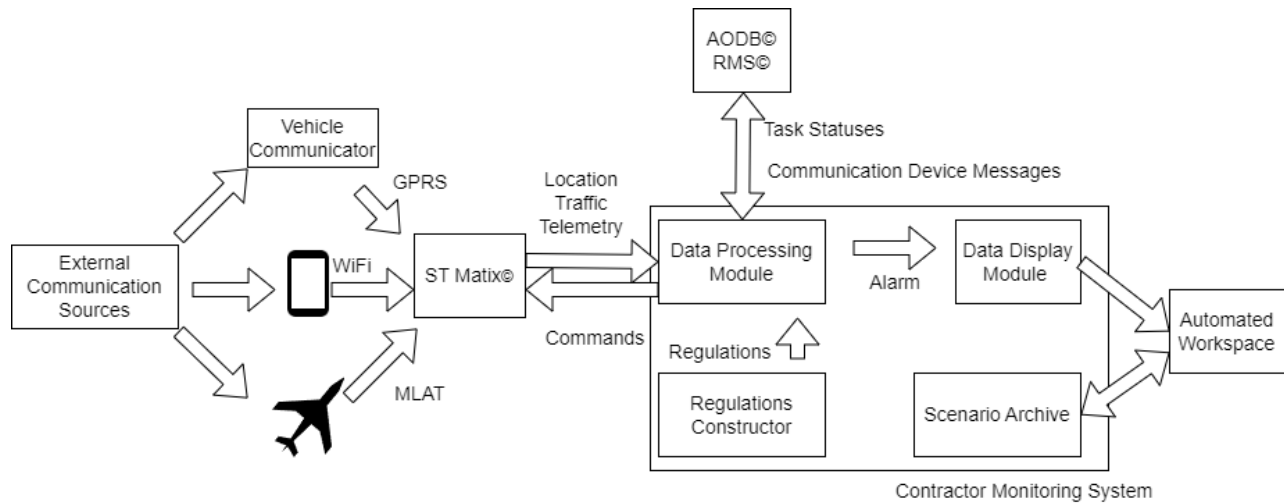 AODB©
RMS©
Task Statuses
Communication Device Messages
Vehicle
Communicator
GPRS
External
Communication
Sources
WiFi
MLAT
ST Matix©
Location
Traffic
Telemetry
Commands
Data Processing
Module
Alarm
Data Display
Module
Regulations
Regulations
Constructor
Scenario Archive
Automated
Workspace
Contractor Monitoring System